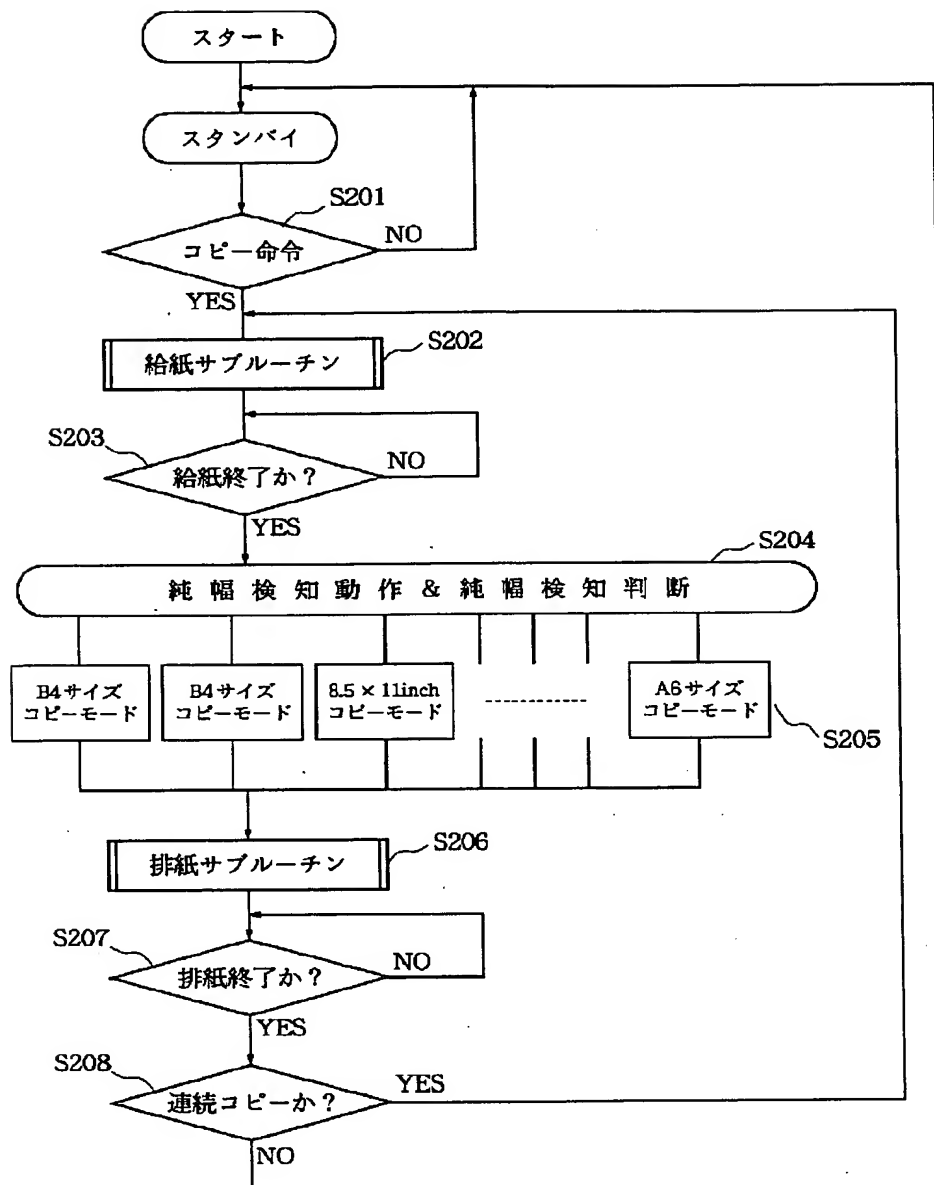 スタート
スタンバイ
S201
コピー命令
NO
YES
給紙サブルーチン
S202
S203
給紙終了か?
NO
YES
S204
純幅検知動作&純幅検知判断
B4サイズ
コピーモード
B4サイズ
コピーモード
8.5×11inch
コピーモード
A6サイズ
コピーモード
S205
排紙サブルーチン
S206
S207
排紙終了か?
NO
YES
S208
連続コピーか?
YES
NO